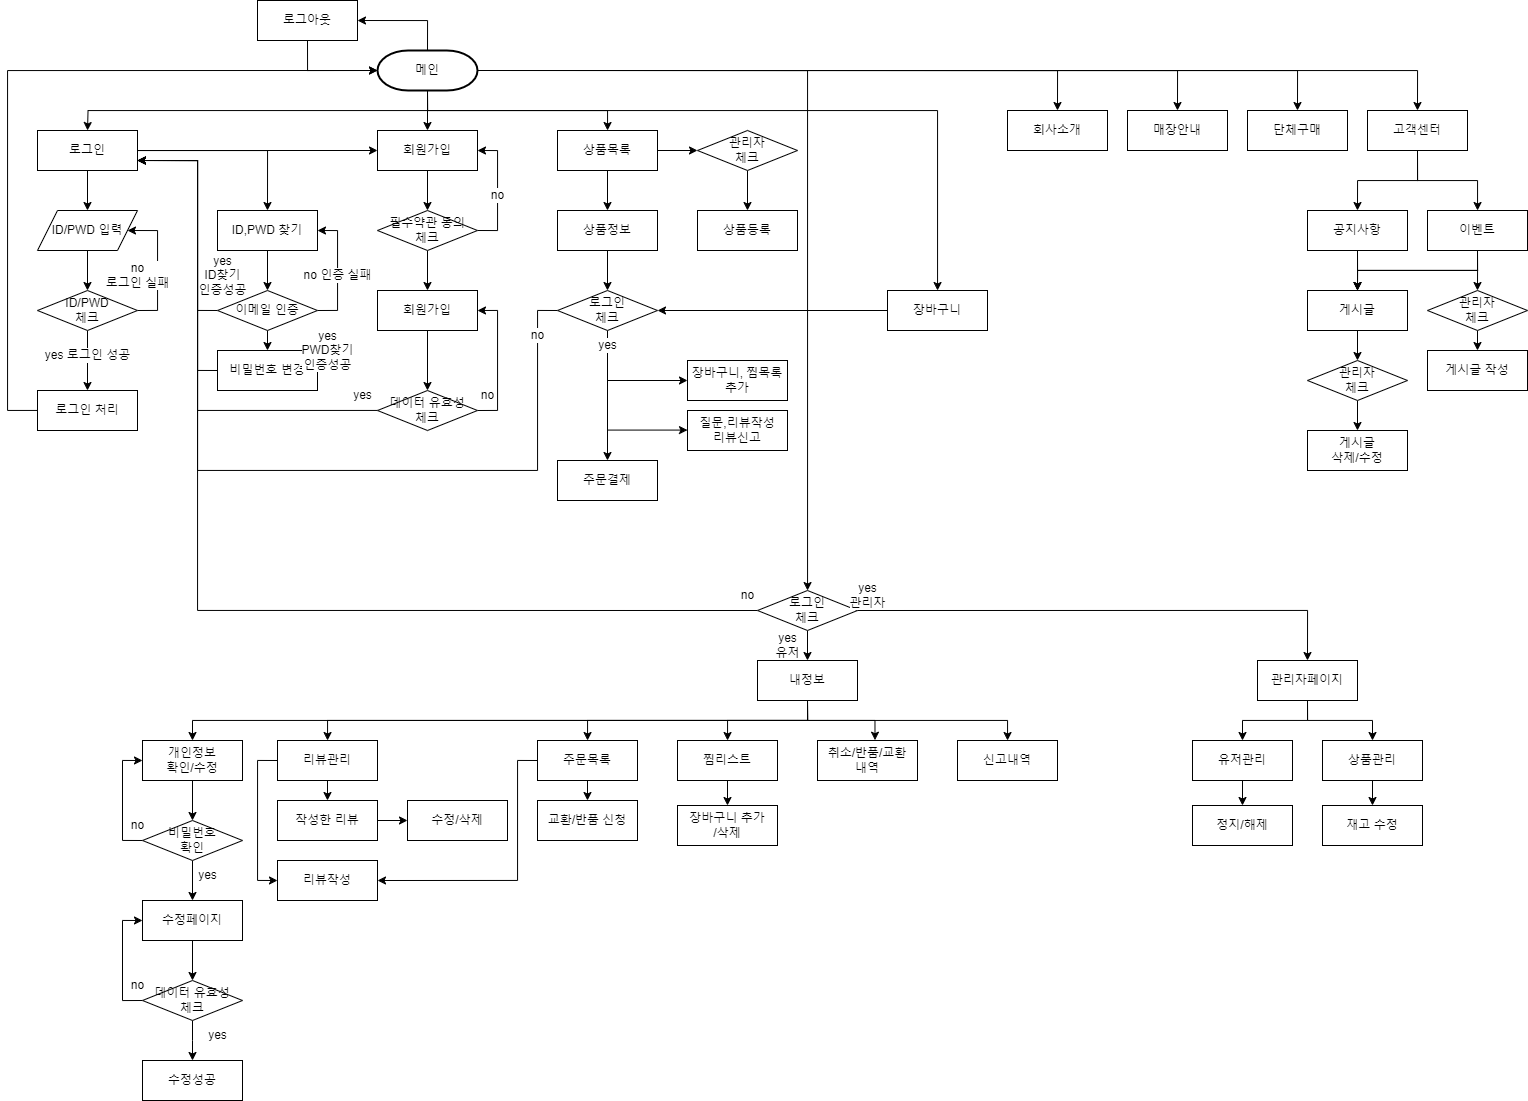 로그아웃
메인
로그인
회원가입
상품목록
관리자
체크
회사소개
매장안내
단체구매
고객센터
no
ID/PWD 입력
ID,PWD 찾기
필수약관 동의
체크
상품정보
상품등록
공지사항
이벤트
no
로그인 실패
yes
ID찾기
인증성공
no 인증 실패
ID/PWD
체크
이메일 인증
회원가입
로그인
체크
장바구니
게시글
관리자
체크
yes 로그인 성공
yes
PWD찾기
인증성공
no
yes
비밀번호 변경
장바구니, 찜목록
추가
관리자
체크
게시글 작성
로그인 처리
yes
데이터 유효성
체크
no
질문,리뷰작성
리뷰신고
게시글
삭제/수정
주문결제
no
로그인
체크
yes
관리자
yes
유저
내정보
관리자페이지
개인정보
확인/수정
리뷰관리
주문목록
찜리스트
취소/반품/교환
내역
신고내역
유저관리
상품관리
no
비밀번호
확인
작성한 리뷰
수정/삭제
교환/반품 신청
장바구니 추가
/삭제
정지/해제
재고 수정
yes
리뷰작성
수정페이지
no
데이터 유효성
체크
yes
수정성공